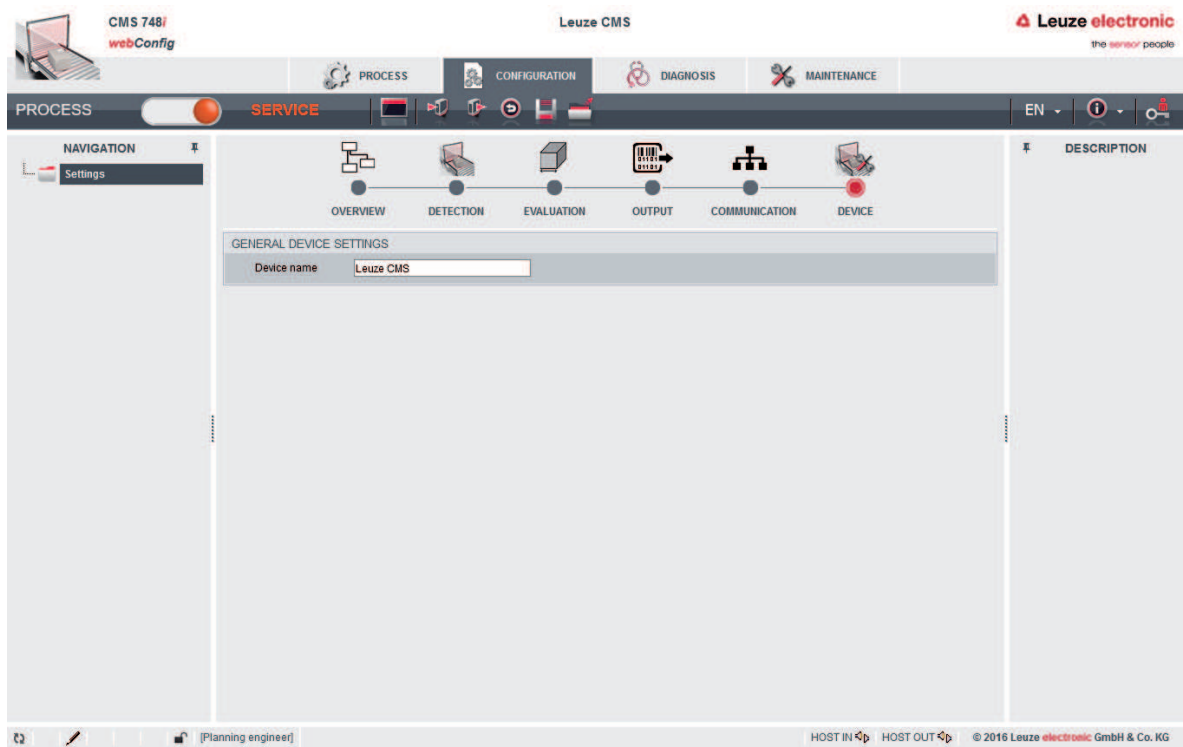 CMS 748i
webConfig
Leuze CMS
Leuze electronic
the sensor people
PROCESS
CONFIGURATION
DIAGNOSIS
MAINTENANCE
PROCESS
SERVICE
EN
NAVIGATION
Settings
OVERVIEW
DETECTION
EVALUATION
OUTPUT
COMMUNICATION
DEVICE
DESCRIPTION
GENERAL DEVICE SETTINGS
Device name
Leuze CMS
[Planning engineer]
HOST IN
HOST OUT
© 2016 Leuze electronic GmbH & Co. KG